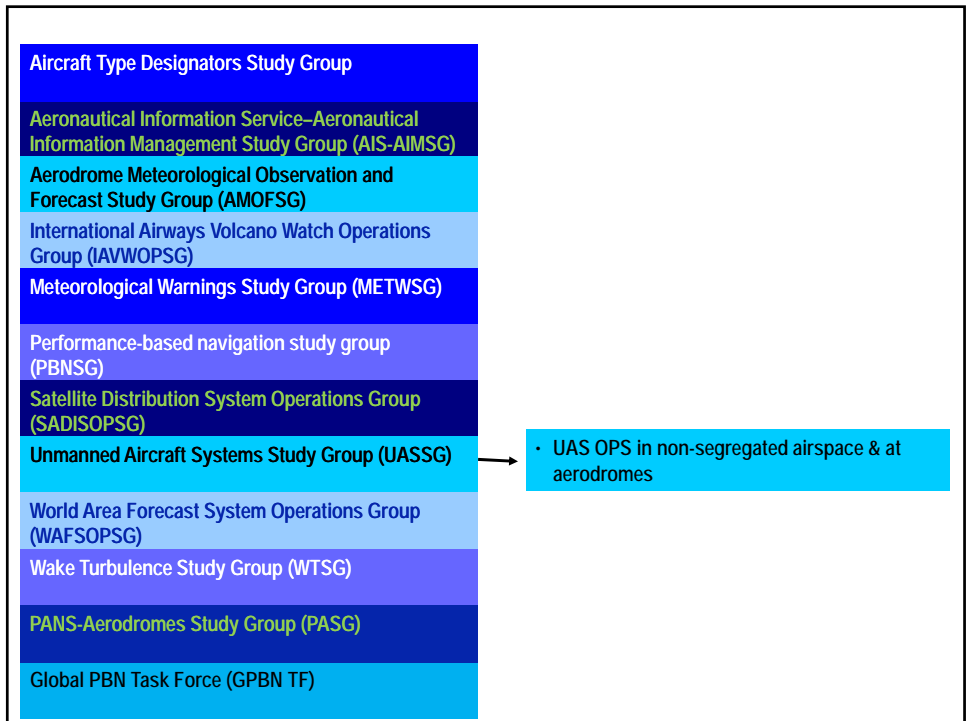 Aircraft Type Designators Study Group
Aeronautical Information Service–Aeronautical
Information Management Study Group (AIS-AIMSG)
Aerodrome Meteorological Observation and
Forecast Study Group (AMOFSG)
International Airways Volcano Watch Operations
Group (IAVWOPSG)
Meteorological Warnings Study Group (METWSG)
Performance-based navigation study group
(PBNSG)
Satellite Distribution System Operations Group
(SADISOPSG)
Unmanned Aircraft Systems Study Group (UASSG)
• UAS OPS in non-segregated airspace & at
aerodromes
World Area Forecast System Operations Group
(WAFSOPSG)
Wake Turbulence Study Group (WTSG)
PANS-Aerodromes Study Group (PASG)
Global PBN Task Force (GPBN TF)